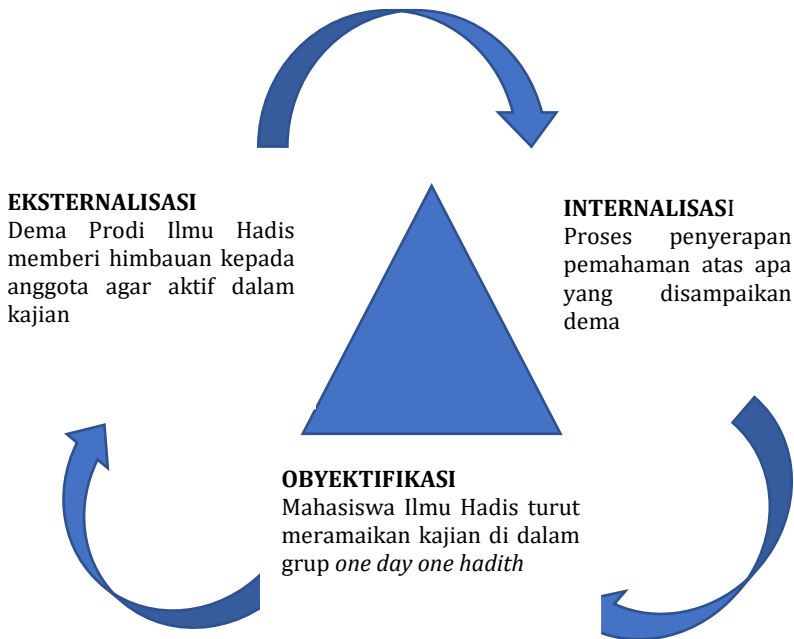 EKSTERNALISASI
Dema Prodi Ilmu Hadis
memberi himbauan kepada
anggota agar aktif dalam
kajian
INTERNALISASI
Proses penyerapan
pemahaman atas apa
yang disampaikan
dema
OBYEKTIFIKASI
Mahasiswa Ilmu Hadis turut
meramaikan kajian di dalam
grup one day one hadith